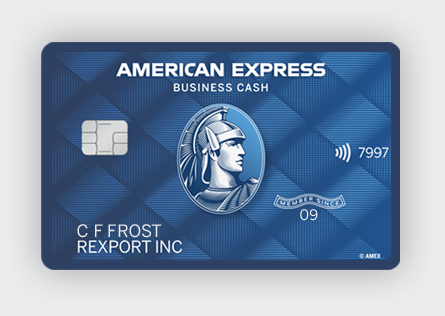 AMERICAN EXPRESS
BUSINESS CASH
7997
MEMBER SINCE
09
C F FROST
REXPORT INC
© AMEX